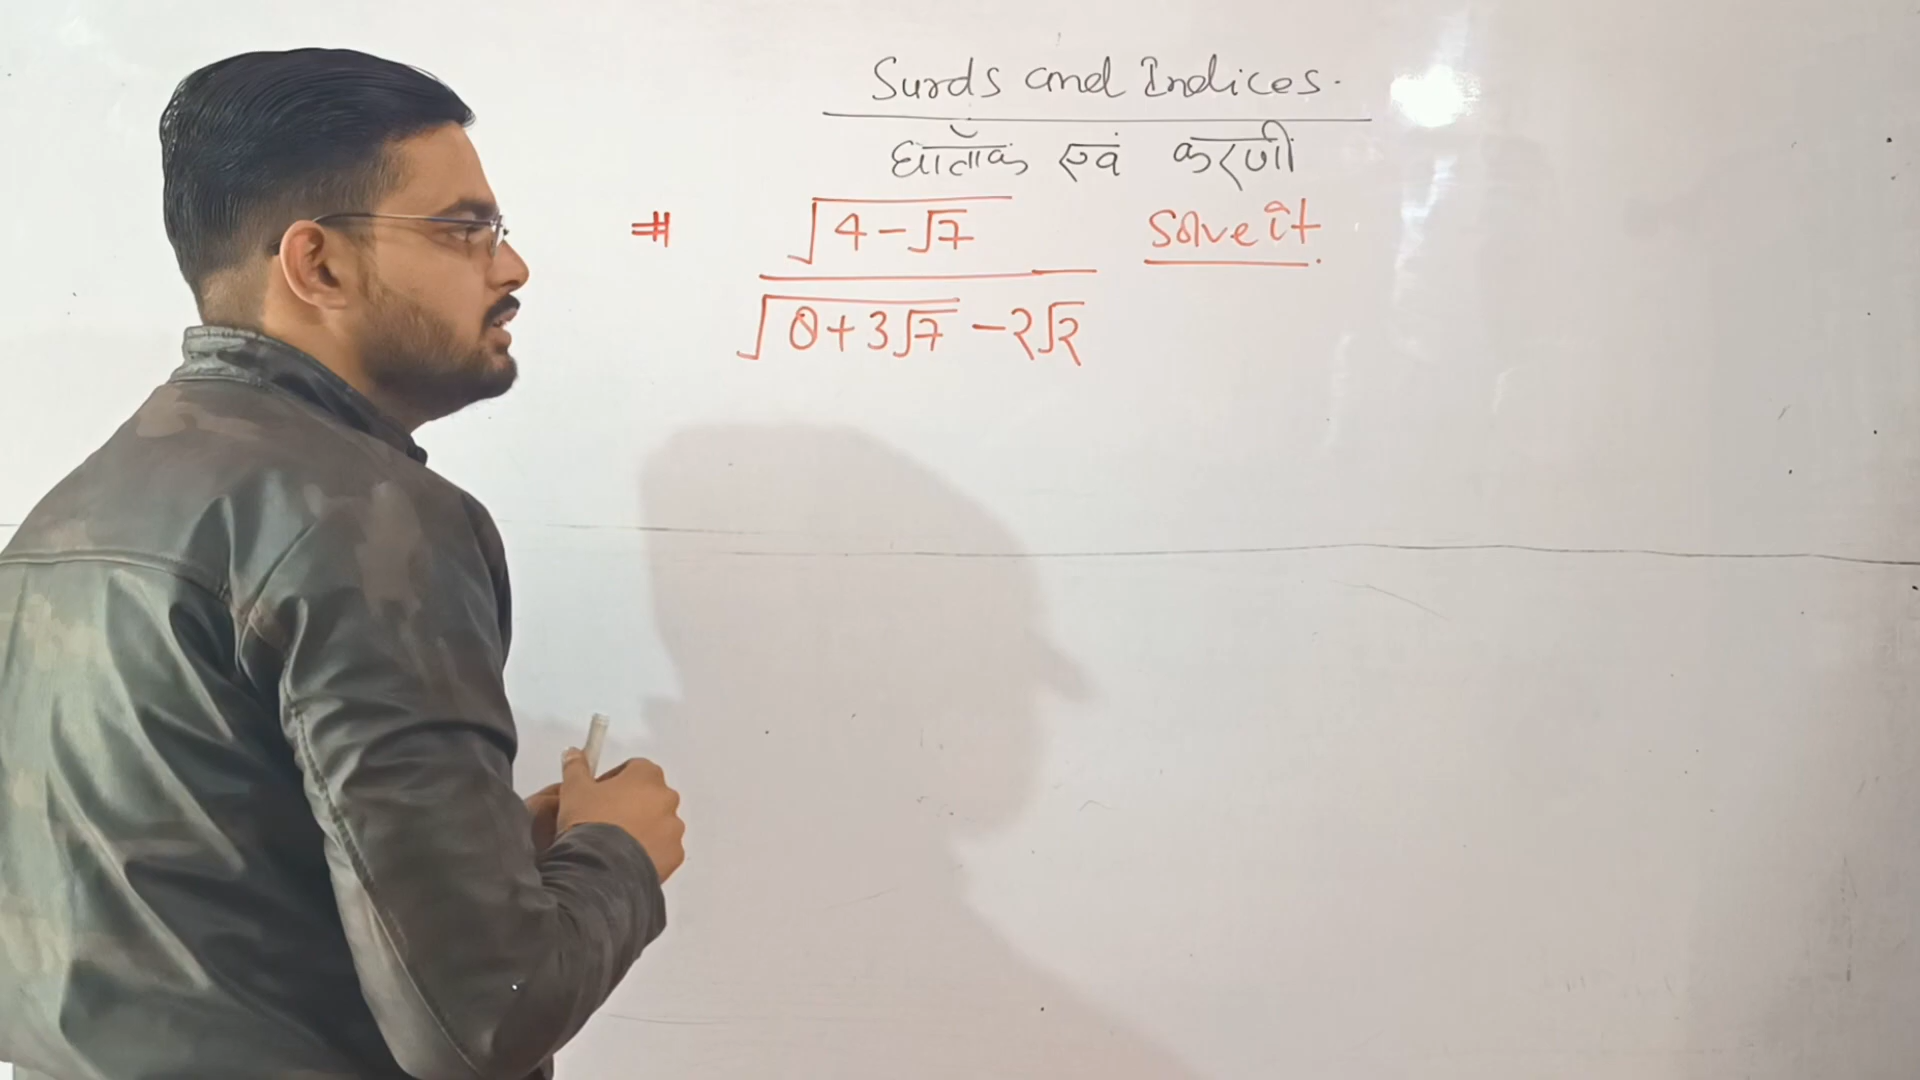 Surds and Indices.
घातांक एवं करणी
# √(4-√7) Solve it.
√(8+3√7) -2√2